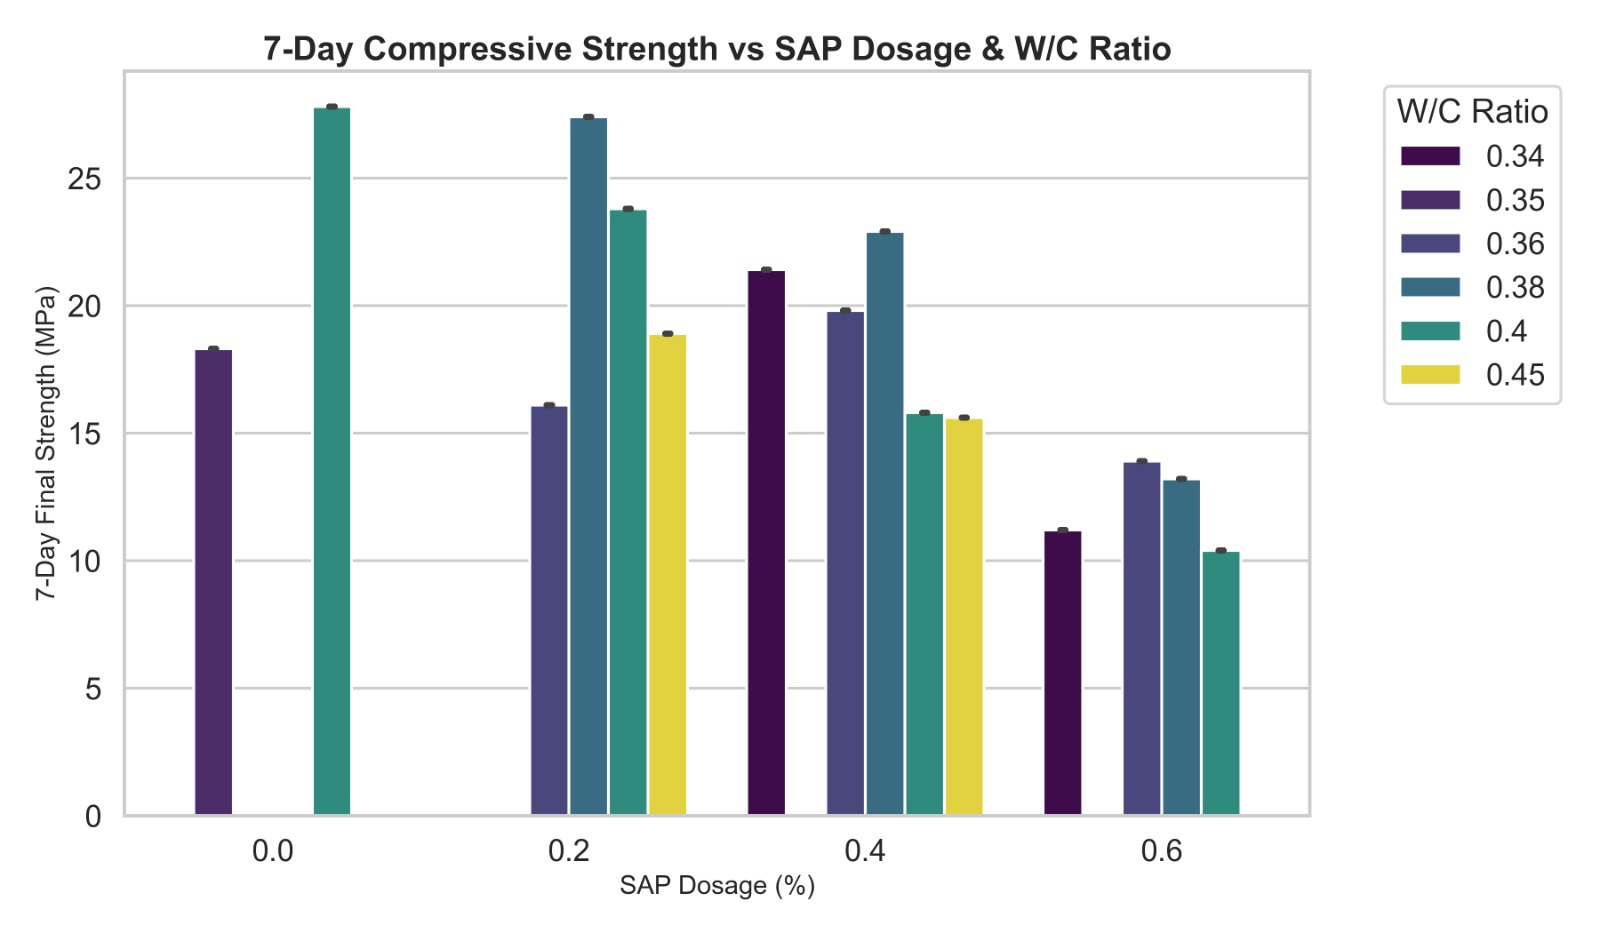 7-Day Compressive Strength vs SAP Dosage & W/C Ratio
7-Day Final Strength (MPa)
25
20
15
10
5
0
0.0 0.2 0.4 0.6
SAP Dosage (%)
W/C Ratio
0.34
0.35
0.36
0.38
0.4
0.45